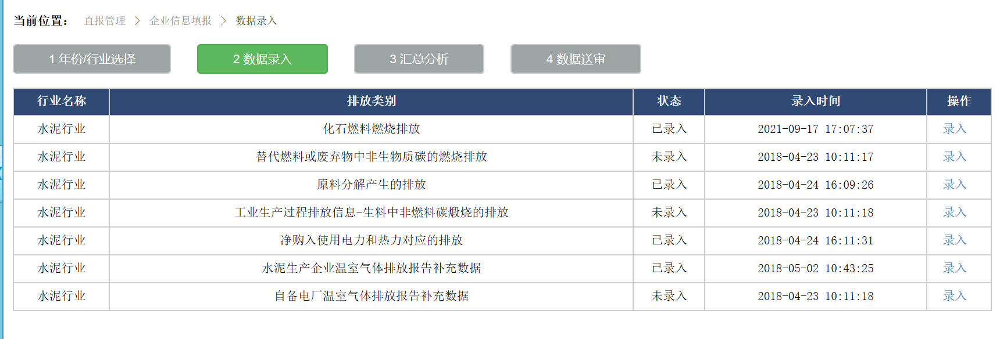 当前位置： 直报管理 > 企业信息填报 > 数据录入
1 年份/行业选择 2 数据录入 3 汇总分析 4 数据送审
行业名称 排放类别 状态 录入时间 操作
水泥行业 化石燃料燃烧排放 已录入 2021-09-17 17:07:37 录入
水泥行业 替代燃料或废弃物中非生物质碳的燃烧排放 未录入 2018-04-23 10:11:17 录入
水泥行业 原料分解产生的排放 已录入 2018-04-24 16:09:26 录入
水泥行业 工业生产过程排放信息-生料中非燃料碳煅烧的排放 未录入 2018-04-23 10:11:18 录入
水泥行业 净购入使用电力和热力对应的排放 已录入 2018-04-24 16:11:31 录入
水泥行业 水泥生产企业温室气体排放报告补充数据 已录入 2018-05-02 10:43:25 录入
水泥行业 自备电厂温室气体排放报告补充数据 未录入 2018-04-23 10:11:18 录入